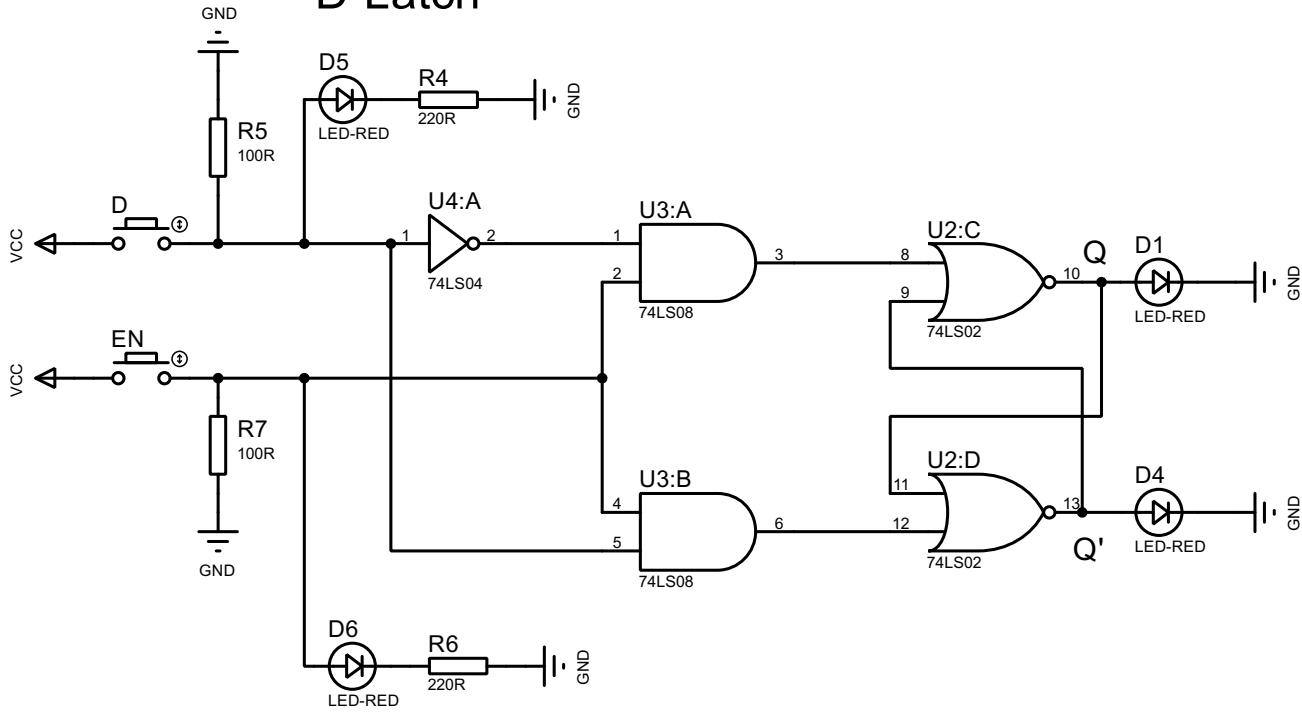 D Latch
GND
D5
R4
LED-RED
220R
GND
R5
100R
D
VCC
U4:A
1
2
74LS04
U3:A
1
2
3
74LS08
U2:C
8
9
10
74LS02
Q
D1
LED-RED
GND
EN
VCC
R7
100R
GND
U3:B
4
5
6
74LS08
U2:D
11
12
13
74LS02
Q'
D4
LED-RED
GND
D6
R6
LED-RED
220R
GND